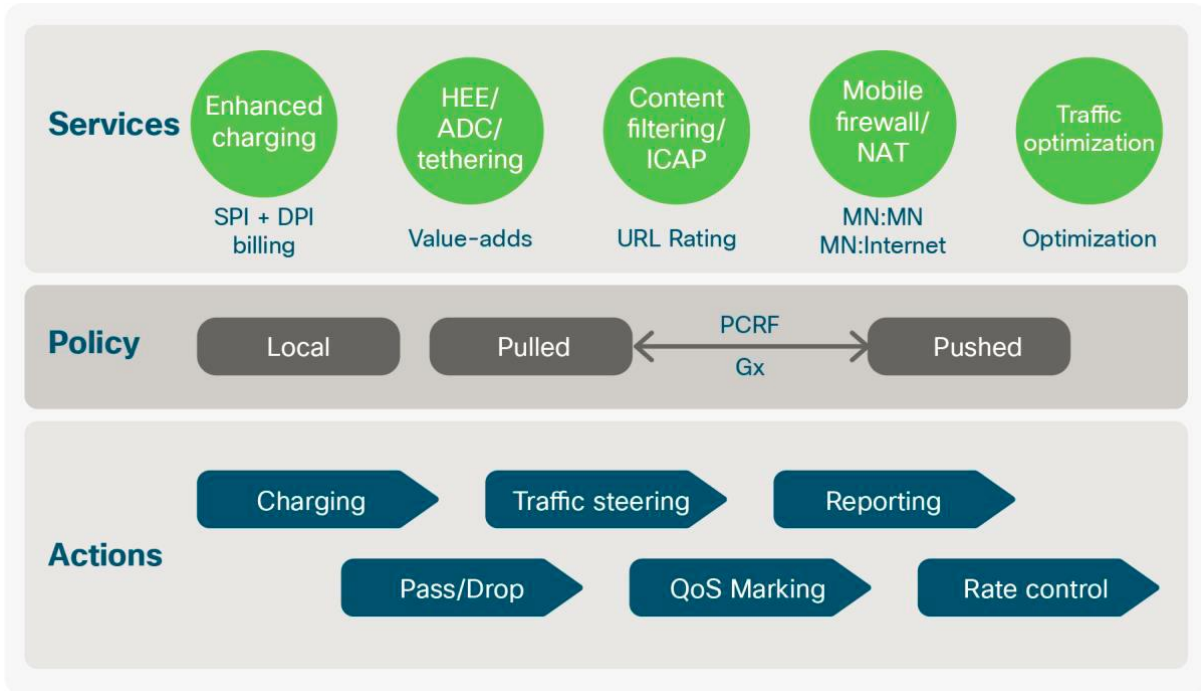 Services
Enhanced
charging
SPI + DPI
billing
HEE/
ADC/
tethering
Value-adds
Content
filtering/
ICAP
URL Rating
Mobile
firewall/
NAT
MN:MN
MN:Internet
Traffic
optimization
Optimization
Policy
Local
Pulled
PCRF
Gx
Pushed
Actions
Charging
Traffic steering
Reporting
Pass/Drop
QoS Marking
Rate control